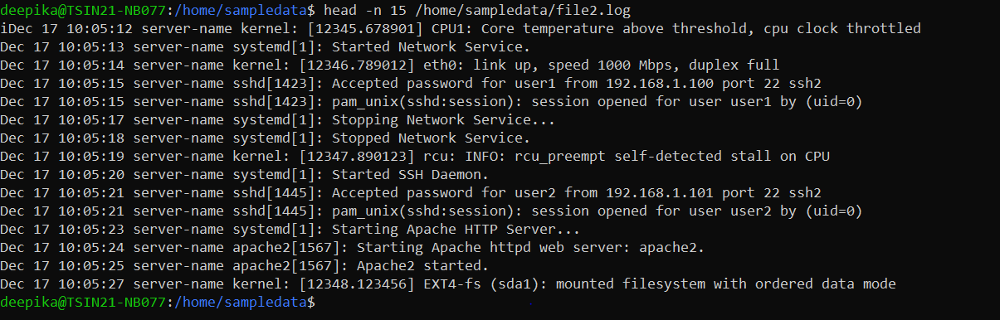 deepika@TSIN21-NB077:/home/sampledata$ head -n 15 /home/sampledata/file2.log
iDec 17 10:05:12 server-name kernel: [12345.678901] CPU1: Core temperature above threshold, cpu clock throttled
Dec 17 10:05:13 server-name systemd[1]: Started Network Service.
Dec 17 10:05:14 server-name kernel: [12346.789012] eth0: link up, speed 1000 Mbps, duplex full
Dec 17 10:05:15 server-name sshd[1423]: Accepted password for user1 from 192.168.1.100 port 22 ssh2
Dec 17 10:05:15 server-name sshd[1423]: pam_unix(sshd:session): session opened for user user1 by (uid=0)
Dec 17 10:05:17 server-name systemd[1]: Stopping Network Service...
Dec 17 10:05:18 server-name systemd[1]: Stopped Network Service.
Dec 17 10:05:19 server-name kernel: [12347.890123] rcu: INFO: rcu_preempt self-detected stall on CPU
Dec 17 10:05:20 server-name systemd[1]: Started SSH Daemon.
Dec 17 10:05:21 server-name sshd[1445]: Accepted password for user2 from 192.168.1.101 port 22 ssh2
Dec 17 10:05:21 server-name sshd[1445]: pam_unix(sshd:session): session opened for user user2 by (uid=0)
Dec 17 10:05:23 server-name systemd[1]: Starting Apache HTTP Server...
Dec 17 10:05:24 server-name apache2[1567]: Starting Apache httpd web server: apache2.
Dec 17 10:05:25 server-name apache2[1567]: Apache2 started.
Dec 17 10:05:27 server-name kernel: [12348.123456] EXT4-fs (sda1): mounted filesystem with ordered data mode
deepika@TSIN21-NB077:/home/sampledata$